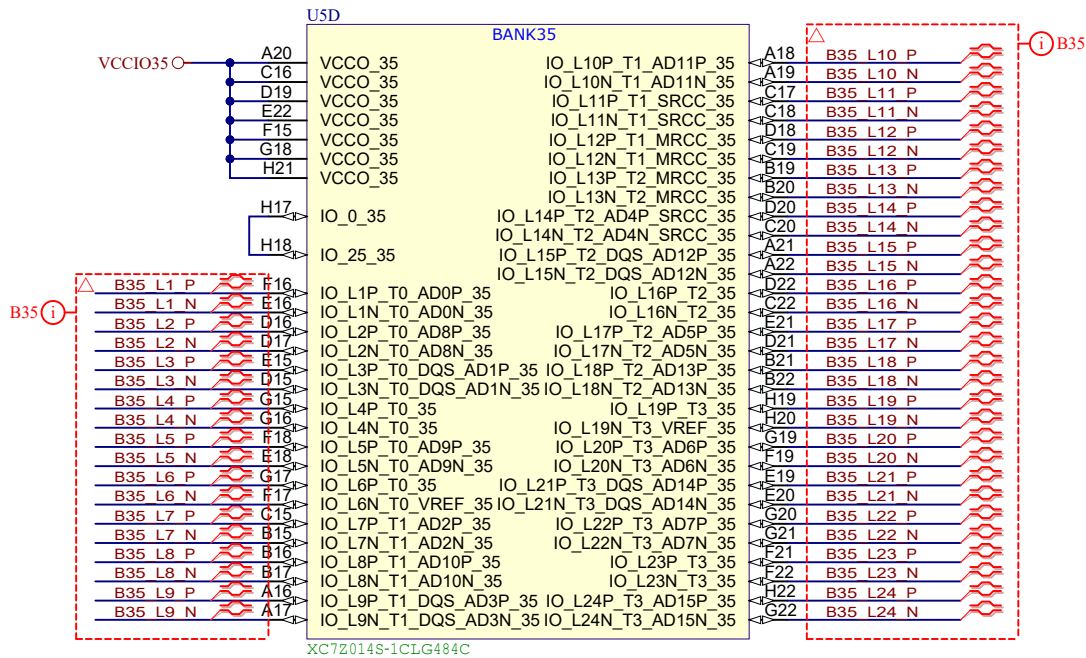 U5D
BANK35
VCCIO35
A20 VCCO_35
C16 VCCO_35
D19 VCCO_35
E22 VCCO_35
F15 VCCO_35
G18 VCCO_35
H21 VCCO_35
H17 IO_0_35
H18 IO_25_35
B35
B35_L1_P F16 IO_L1P_T0_AD0P_35
B35_L1_N E16 IO_L1N_T0_AD0N_35
B35_L2_P D16 IO_L2P_T0_AD8P_35
B35_L2_N D17 IO_L2N_T0_AD8N_35
B35_L3_P E15 IO_L3P_T0_DQS_AD1P_35
B35_L3_N D15 IO_L3N_T0_DQS_AD1N_35
B35_L4_P G15 IO_L4P_T0_35
B35_L4_N G16 IO_L4N_T0_35
B35_L5_P F18 IO_L5P_T0_AD9P_35
B35_L5_N E18 IO_L5N_T0_AD9N_35
B35_L6_P G17 IO_L6P_T0_35
B35_L6_N F17 IO_L6N_T0_VREF_35
B35_L7_P C15 IO_L7P_T1_AD2P_35
B35_L7_N B15 IO_L7N_T1_AD2N_35
B35_L8_P B16 IO_L8P_T1_AD10P_35
B35_L8_N B17 IO_L8N_T1_AD10N_35
B35_L9_P A16 IO_L9P_T1_DQS_AD3P_35
B35_L9_N A17 IO_L9N_T1_DQS_AD3N_35
IO_L10P_T1_AD11P_35 A18 B35_L10_P
IO_L10N_T1_AD11N_35 A19 B35_L10_N
IO_L11P_T1_SRCC_35 C17 B35_L11_P
IO_L11N_T1_SRCC_35 C18 B35_L11_N
IO_L12P_T1_MRCC_35 D18 B35_L12_P
IO_L12N_T1_MRCC_35 C19 B35_L12_N
IO_L13P_T2_MRCC_35 B19 B35_L13_P
IO_L13N_T2_MRCC_35 B20 B35_L13_N
IO_L14P_T2_AD4P_SRCC_35 D20 B35_L14_P
IO_L14N_T2_AD4N_SRCC_35 C20 B35_L14_N
IO_L15P_T2_DQS_AD12P_35 A21 B35_L15_P
IO_L15N_T2_DQS_AD12N_35 A22 B35_L15_N
IO_L16P_T2_35 D22 B35_L16_P
IO_L16N_T2_35 C22 B35_L16_N
IO_L17P_T2_AD5P_35 E21 B35_L17_P
IO_L17N_T2_AD5N_35 D21 B35_L17_N
IO_L18P_T2_AD13P_35 B21 B35_L18_P
IO_L18N_T2_AD13N_35 B22 B35_L18_N
IO_L19P_T3_35 H19 B35_L19_P
IO_L19N_T3_VREF_35 H20 B35_L19_N
IO_L20P_T3_AD6P_35 G19 B35_L20_P
IO_L20N_T3_AD6N_35 F19 B35_L20_N
IO_L21P_T3_DQS_AD14P_35 E19 B35_L21_P
IO_L21N_T3_DQS_AD14N_35 E20 B35_L21_N
IO_L22P_T3_AD7P_35 G20 B35_L22_P
IO_L22N_T3_AD7N_35 G21 B35_L22_N
IO_L23P_T3_35 F21 B35_L23_P
IO_L23N_T3_35 F22 B35_L23_N
IO_L24P_T3_AD15P_35 H22 B35_L24_P
IO_L24N_T3_AD15N_35 G22 B35_L24_N
B35
XC7Z014S-1CLG484C